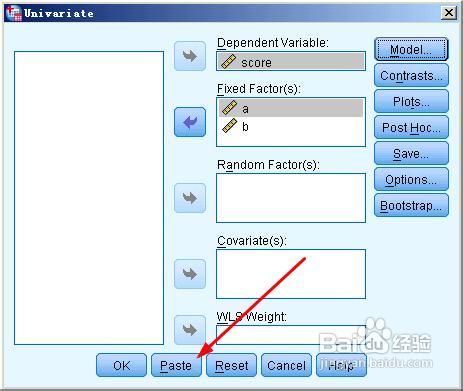 Univariate
Dependent Variable:
score
Fixed Factor(s):
a
b
Random Factor(s):
Covariate(s):
WLS Weight:
Model...
Contrasts...
Plots...
Post Hoc...
Save...
Options...
Bootstrap...
OK
Paste
Reset
Cancel
Help
Baidu 经验
jingyan.baidu.com